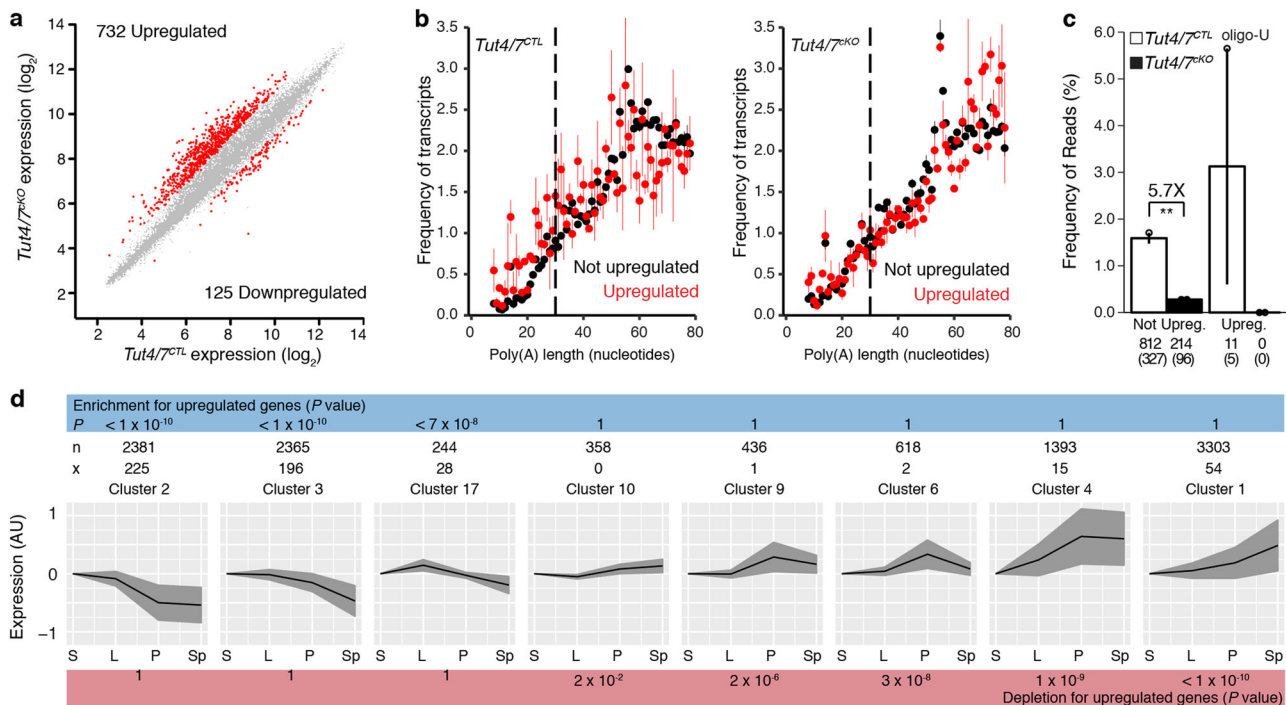 a
732 Upregulated
Tut4/7cKO expression (log2)
14
12
10
8
6
4
2
125 Downpregulated
2 4 6 8 10 12 14
Tut4/7CTL expression (log2)
b
Tut4/7CTL
Frequency of transcripts
3.5
3.0
2.5
2.0
1.5
1.0
0.5
0.0
Not upregulated
Upregulated
0 20 40 60 80
Poly(A) length (nucleotides)
Tut4/7cKO
Frequency of transcripts
3.5
3.0
2.5
2.0
1.5
1.0
0.5
0.0
Not upregulated
Upregulated
0 20 40 60 80
Poly(A) length (nucleotides)
c
Tut4/7CTL oligo-U
Tut4/7cKO
Frequency of Reads (%)
6.0
5.0
4.0
3.0
2.0
1.0
0.0
5.7X
**
Not Upreg. Upreg.
812 214 11 0
(327) (96) (5) (0)
d
Enrichment for upregulated genes (P value)
P < 1 x 10-10 < 1 x 10-10 < 7 x 10-8 1 1 1 1 1
n 2381 2365 244 358 436 618 1393 3303
x 225 196 28 0 1 2 15 54
Cluster 2 Cluster 3 Cluster 17 Cluster 10 Cluster 9 Cluster 6 Cluster 4 Cluster 1
Expression (AU)
1
0
−1
S L P Sp S L P Sp S L P Sp S L P Sp S L P Sp S L P Sp S L P Sp S L P Sp
1 1 1 2 x 10-2 2 x 10-6 3 x 10-8 1 x 10-9 < 1 x 10-10
Depletion for upregulated genes (P value)